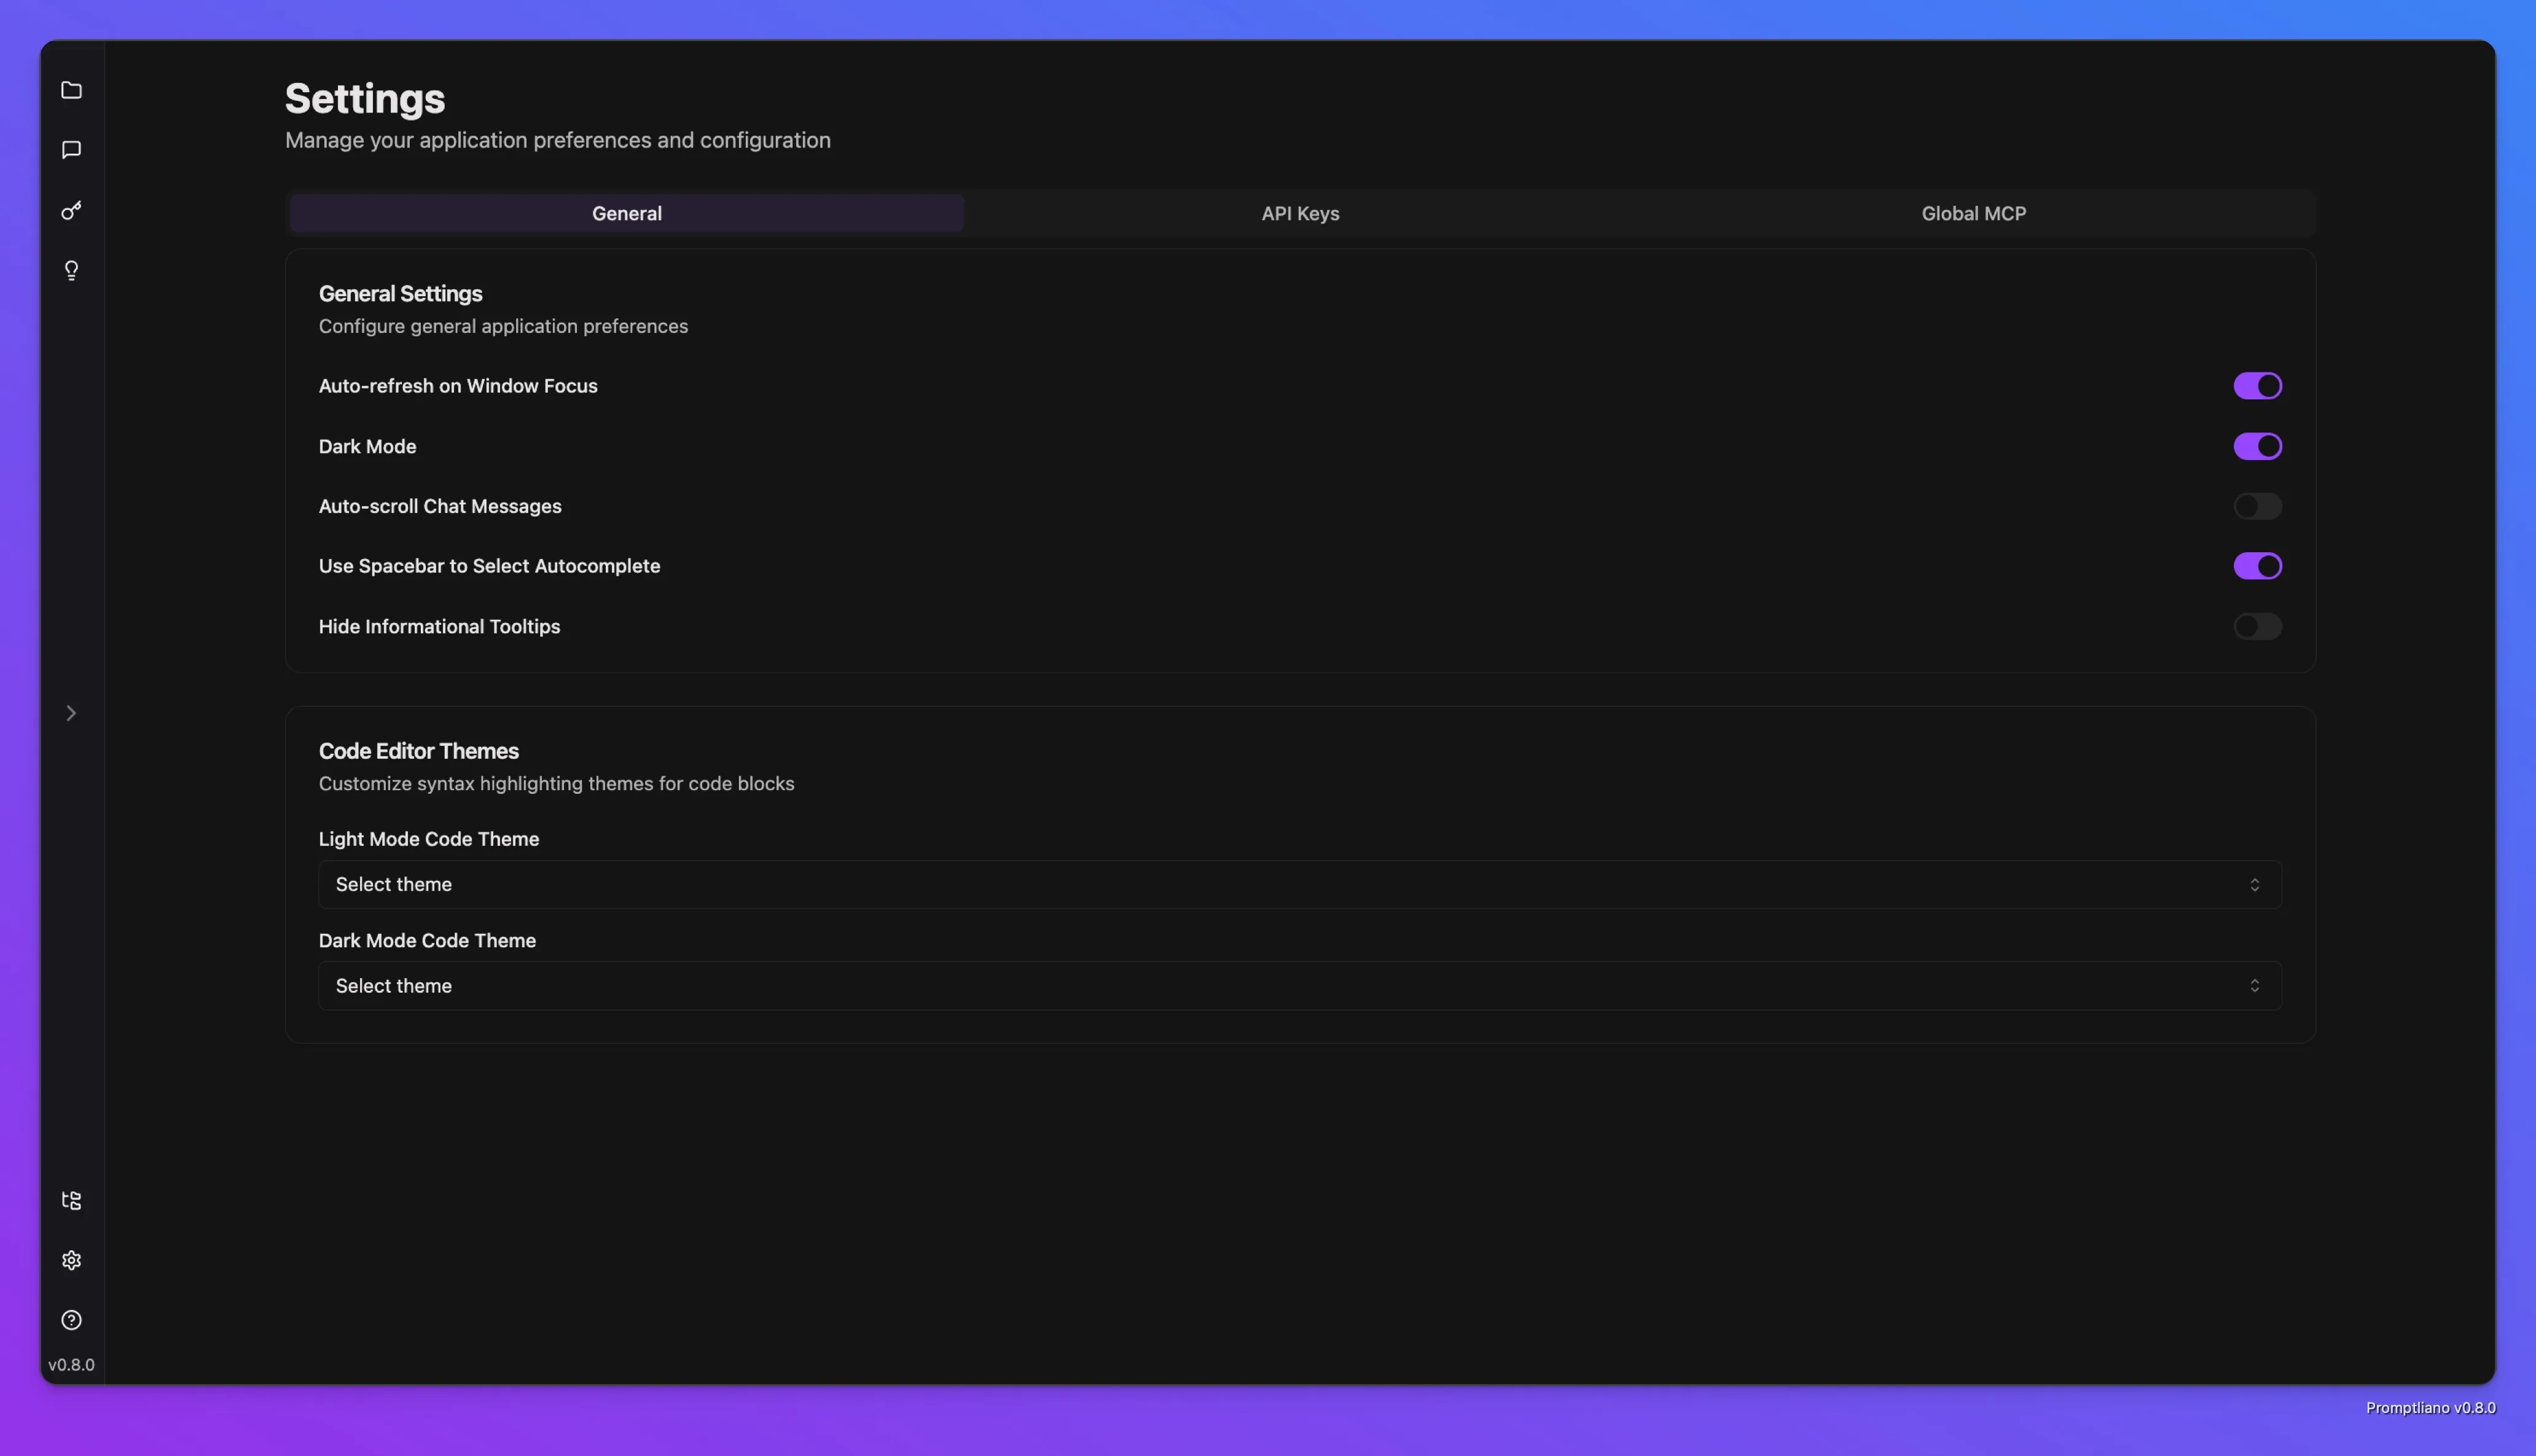 Settings
Manage your application preferences and configuration
General
API Keys
Global MCP
General Settings
Configure general application preferences
Auto-refresh on Window Focus
Dark Mode
Auto-scroll Chat Messages
Use Spacebar to Select Autocomplete
Hide Informational Tooltips
Code Editor Themes
Customize syntax highlighting themes for code blocks
Light Mode Code Theme
Select theme
Dark Mode Code Theme
Select theme
v0.8.0
Promptliano v0.8.0